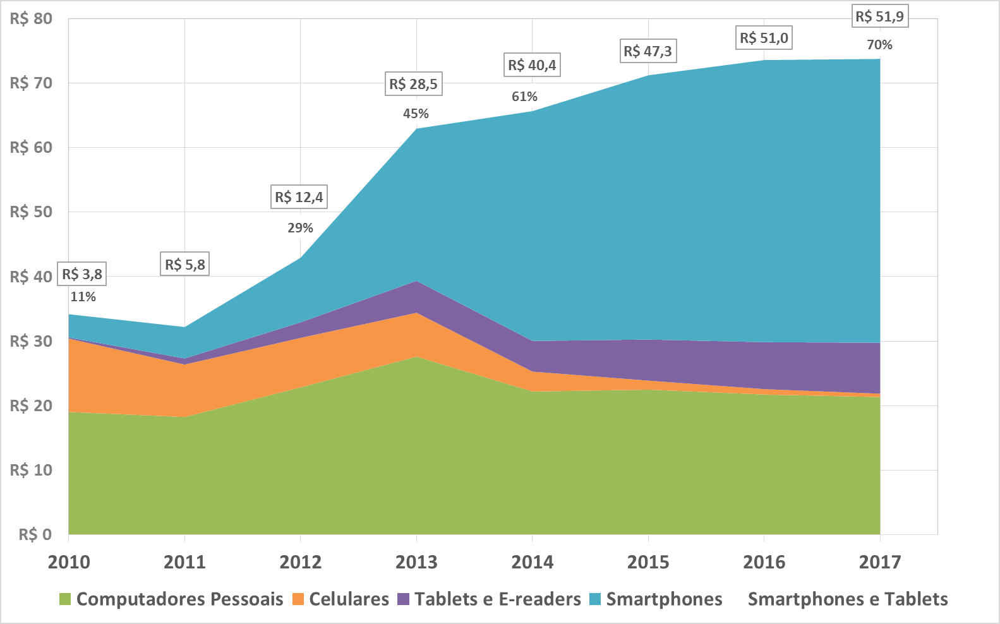 R$ 80
R$ 70
R$ 60
R$ 50
R$ 40
R$ 30
R$ 20
R$ 10
R$ 0
R$ 3,8
11%
R$ 5,8
R$ 12,4
29%
R$ 28,5
45%
R$ 40,4
61%
R$ 47,3
R$ 51,0
R$ 51,9
70%
2010 2011 2012 2013 2014 2015 2016 2017
Computadores Pessoais Celulares Tablets e E-readers Smartphones Smartphones e Tablets